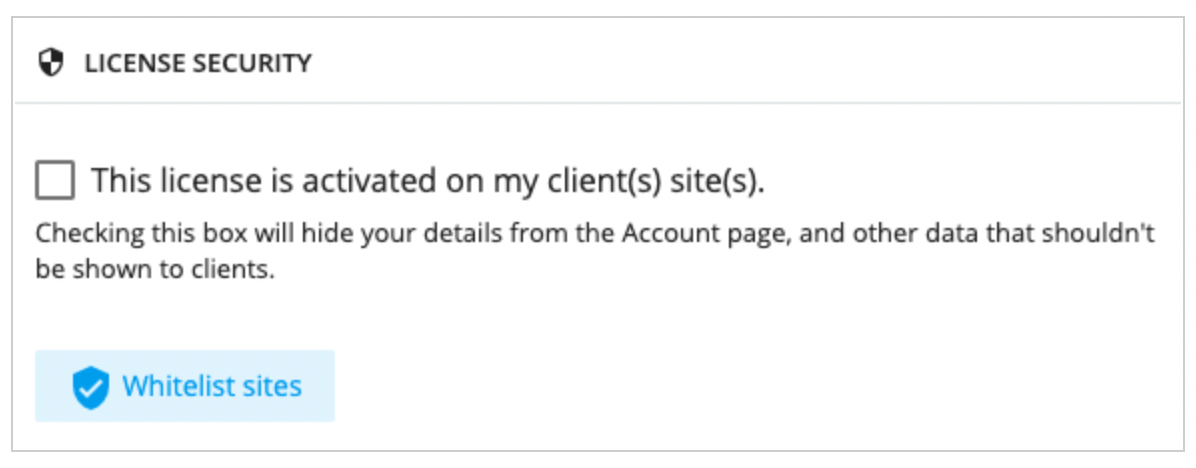 LICENSE SECURITY
This license is activated on my client(s) site(s).
Checking this box will hide your details from the Account page, and other data that shouldn't
be shown to clients.
Whitelist sites